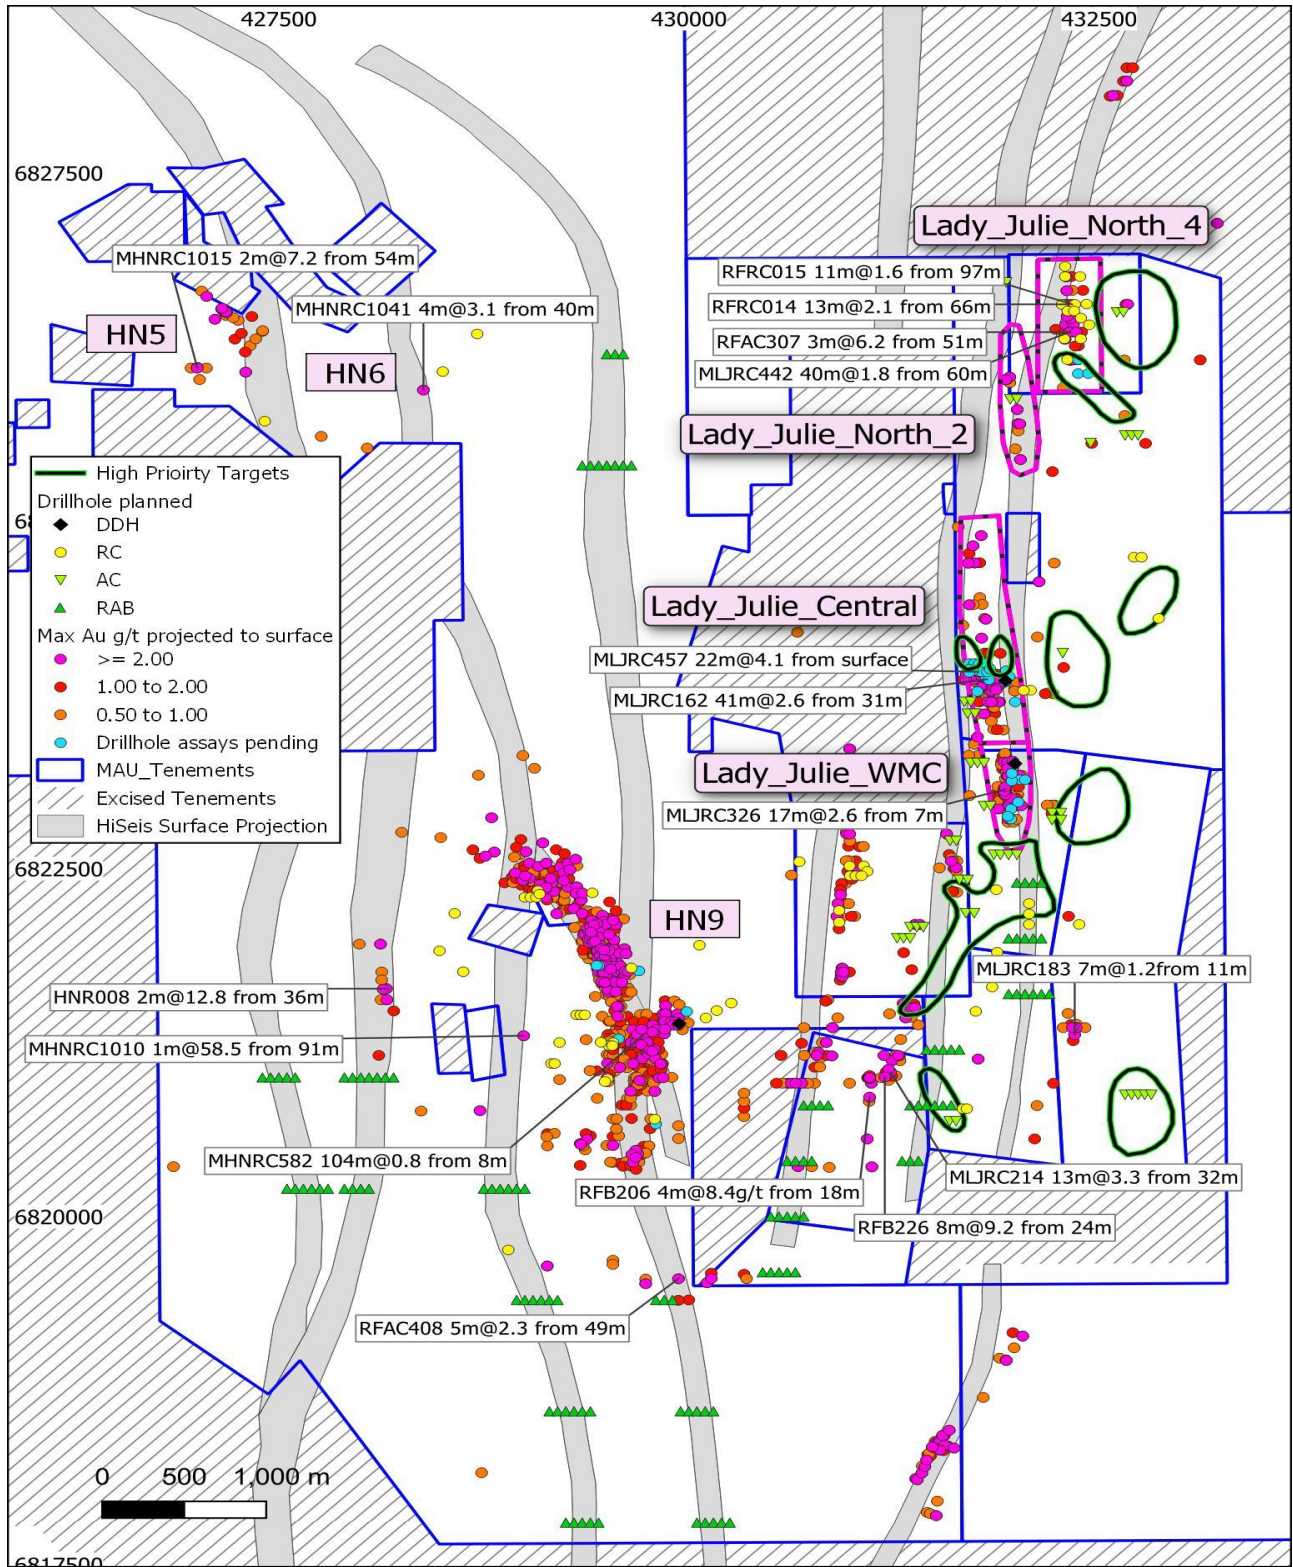 427500
430000
432500
6827500
Lady_Julie_North_4
MHNRC1015 2m@7.2 from 54m
RFRC015 11m@1.6 from 97m
MHNRC1041 4m@3.1 from 40m
RFRC014 13m@2.1 from 66m
HN5
RFAC307 3m@6.2 from 51m
HN6
MLJRC442 40m@1.8 from 60m
Lady_Julie_North_2
High Prioirty Targets
Drillhole planned
DDH
RC
AC
RAB
Max Au g/t projected to surface
>= 2.00
1.00 to 2.00
0.50 to 1.00
Drillhole assays pending
MAU_Tenements
Excised Tenements
HiSeis Surface Projection
Lady_Julie_Central
MLJRC457 22m@4.1 from surface
MLJRC162 41m@2.6 from 31m
Lady_Julie_WMC
MLJRC326 17m@2.6 from 7m
6822500
HN9
MLJRC183 7m@1.2from 11m
HNR008 2m@12.8 from 36m
MHNRC1010 1m@58.5 from 91m
MHNRC582 104m@0.8 from 8m
MLJRC214 13m@3.3 from 32m
RFB206 4m@8.4g/t from 18m
6820000
RFB226 8m@9.2 from 24m
RFAC408 5m@2.3 from 49m
0 500 1,000 m
6817500